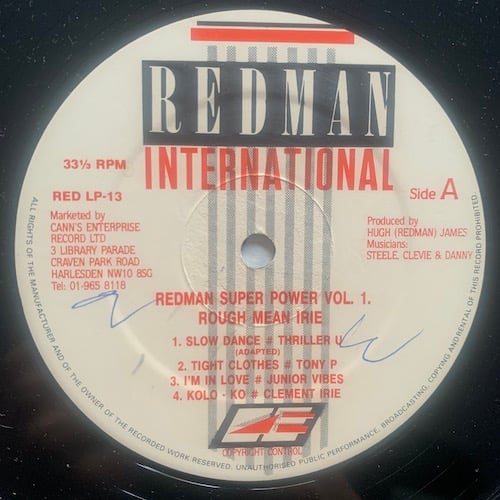 REDMAN
INTERNATIONAL
33⅓ RPM
RED LP-13
Side A
Marketed by
CANN'S ENTERPRISE
RECORD LTD
3 LIBRARY PARADE
CRAVEN PARK ROAD
HARLESDEN NW10 8SG
Tel: 01-965 8118
Produced by
HUGH (REDMAN) JAMES
Musicians:
STEELE, CLEVIE & DANNY
REDMAN SUPER POWER VOL. 1.
ROUGH MEAN IRIE
1. SLOW DANCE # THRILLER U
(ADAPTED)
2. TIGHT CLOTHES # TONY P.
3. I'M IN LOVE # JUNIOR VIBES
4. KOLO - KO # CLEMENT IRIE
COPYRIGHT CONTROL
ALL RIGHTS OF THE MANUFACTURER AND OF THE OWNER OF THE RECORDED WORK RESERVED. UNAUTHORISED PUBLIC PERFORMANCE, BROADCASTING, COPYING AND RENTAL OF THIS RECORD PROHIBITED.